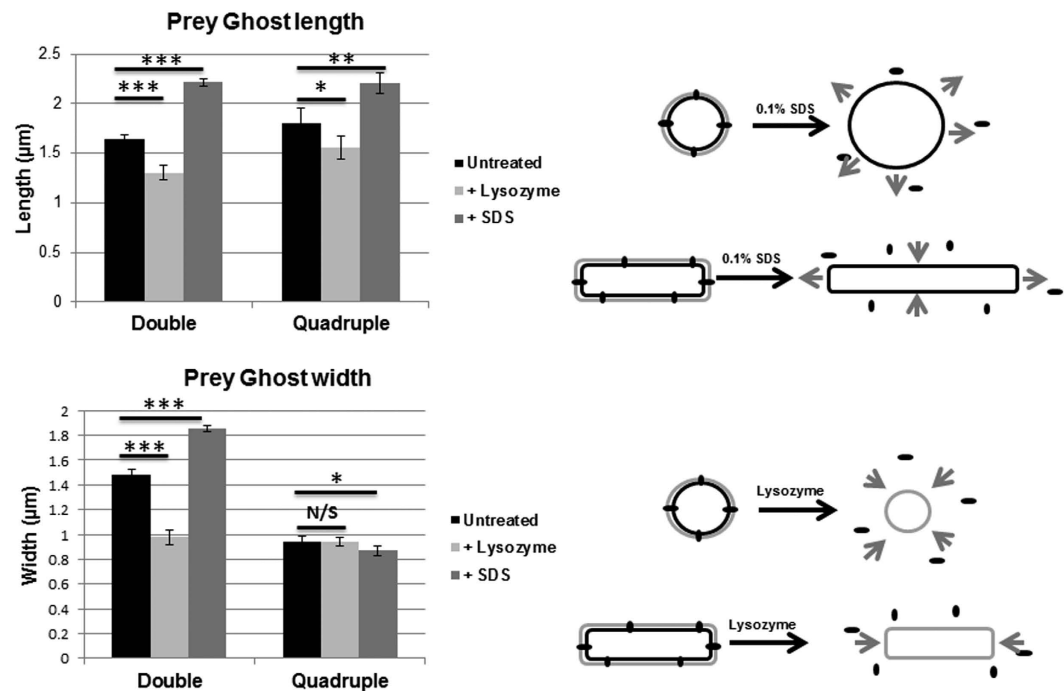 Prey Ghost length
Length (µm)
2.5
2
1.5
1
0.5
0
***
***
**
*
Double
Quadruple
Untreated
+ Lysozyme
+ SDS
0.1% SDS
0.1% SDS
Prey Ghost width
Width (µm)
2
1.8
1.6
1.4
1.2
1
0.8
0.6
0.4
0.2
0
***
***
*
N/S
Double
Quadruple
Untreated
+ Lysozyme
+ SDS
Lysozyme
Lysozyme